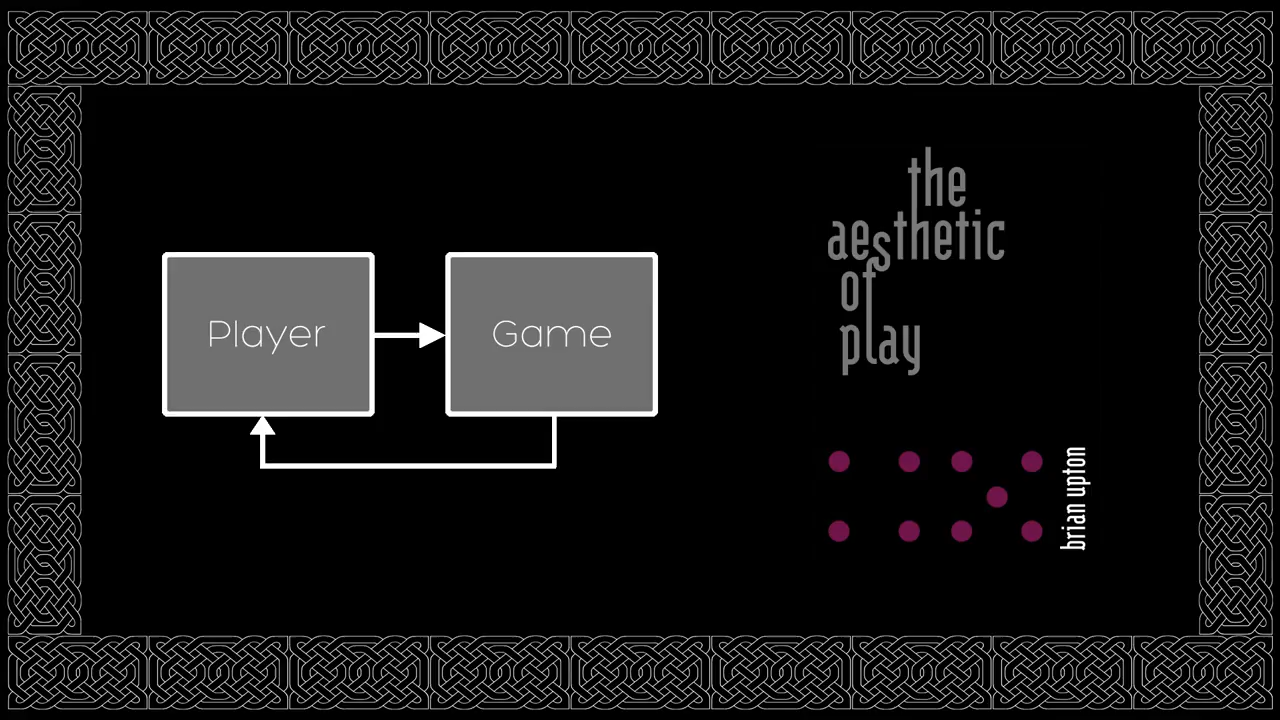 Player
Game
the
aesthetic
of
play
brian upton